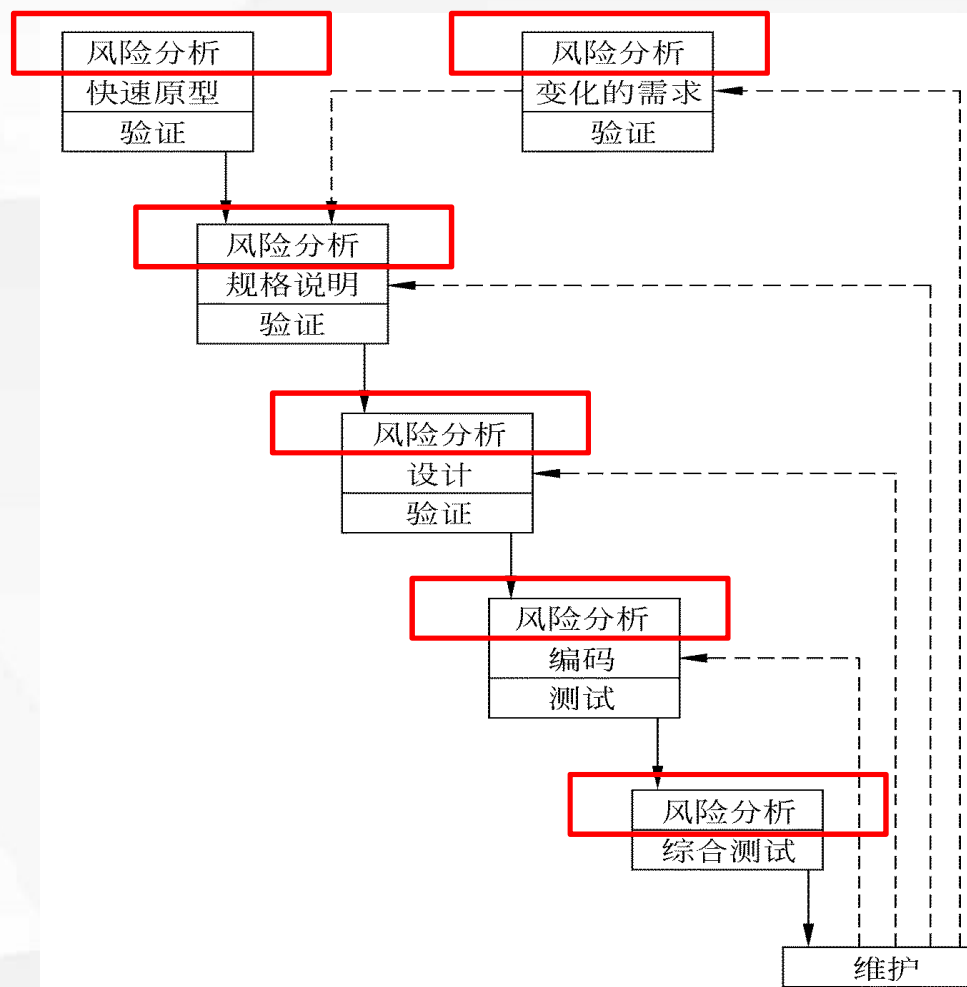 风险分析
快速原型
验证
风险分析
变化的需求
验证
风险分析
规格说明
验证
风险分析
设计
验证
风险分析
编码
测试
风险分析
综合测试
维护